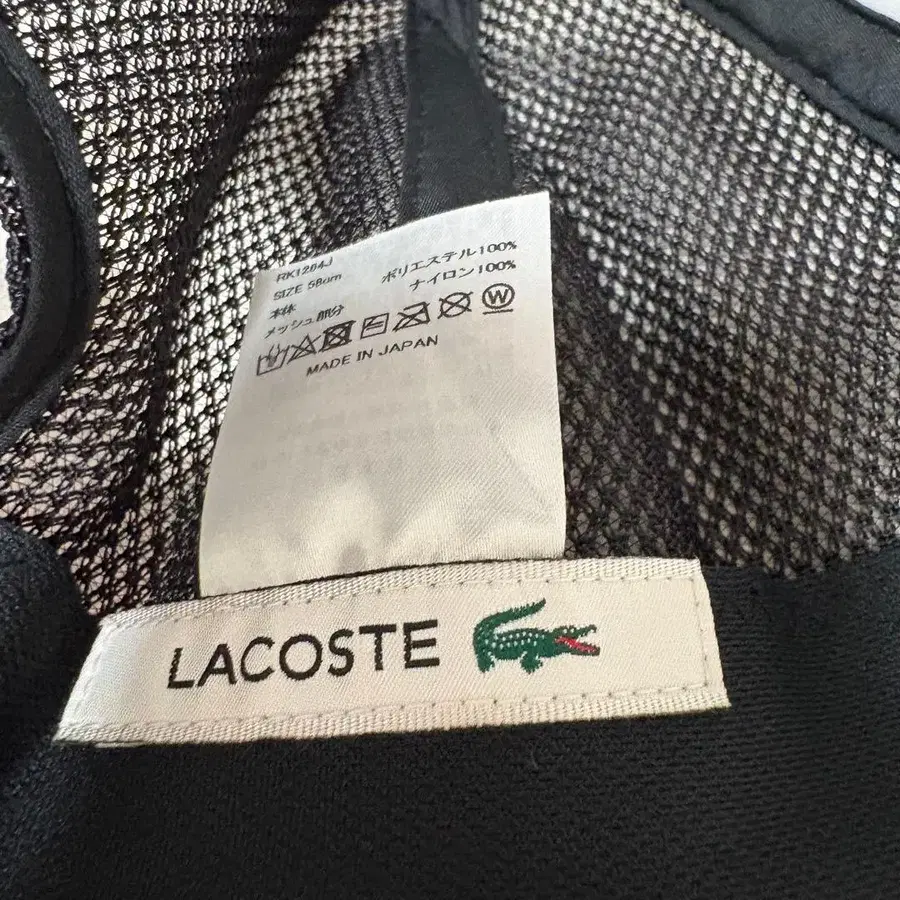 RK1264J
SIZE 58cm
本体 ポリエステル100%
メッシュ部分 ナイロン100%
W
MADE IN JAPAN
LACOSTE